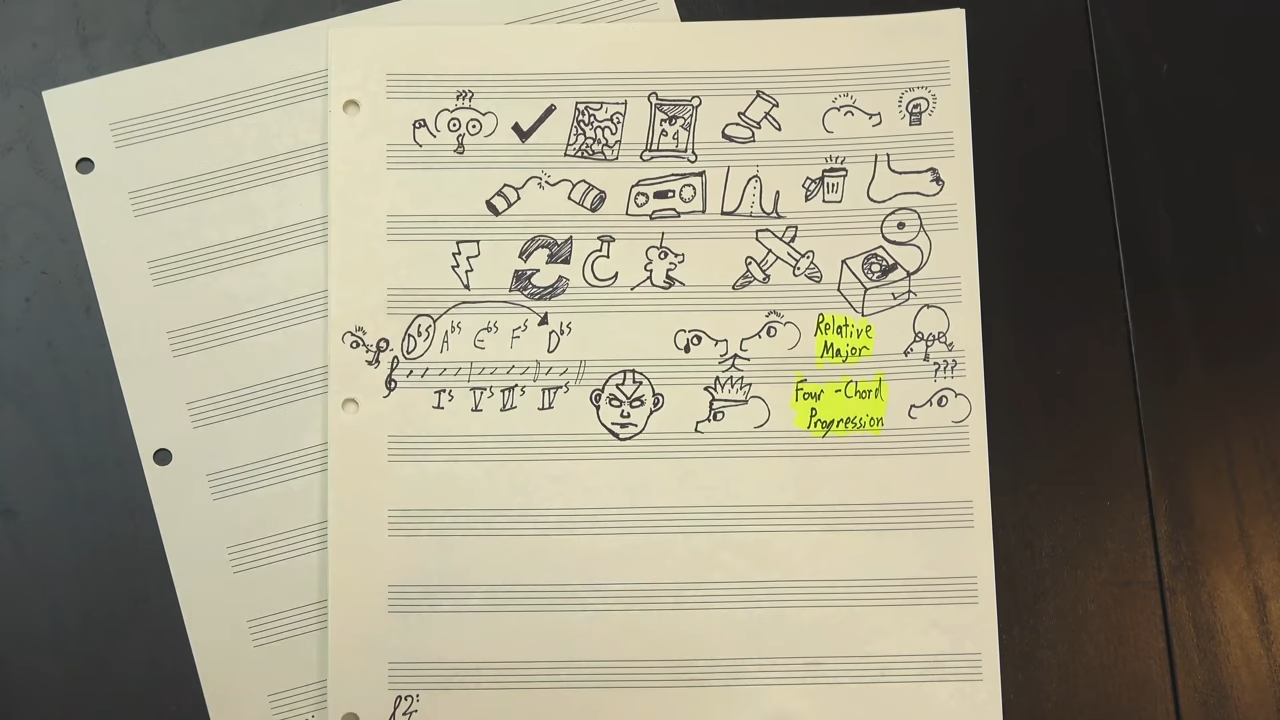 ???
D♭5 A♭5 E♭5 F5 D♭5
I5 V5 VI5 IV5
Relative
Major
???
Four-Chord
Progression